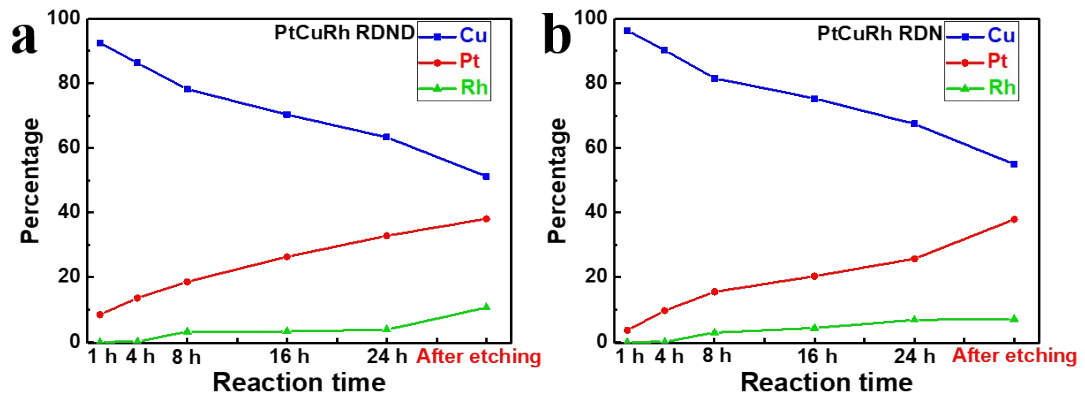 a
PtCuRh RDND
Cu
Pt
Rh
100
80
60
40
20
0
Percentage
1 h 4 h 8 h 16 h 24 h After etching
Reaction time
b
PtCuRh RDN
Cu
Pt
Rh
100
80
60
40
20
0
Percentage
1 h 4 h 8 h 16 h 24 h After etching
Reaction time